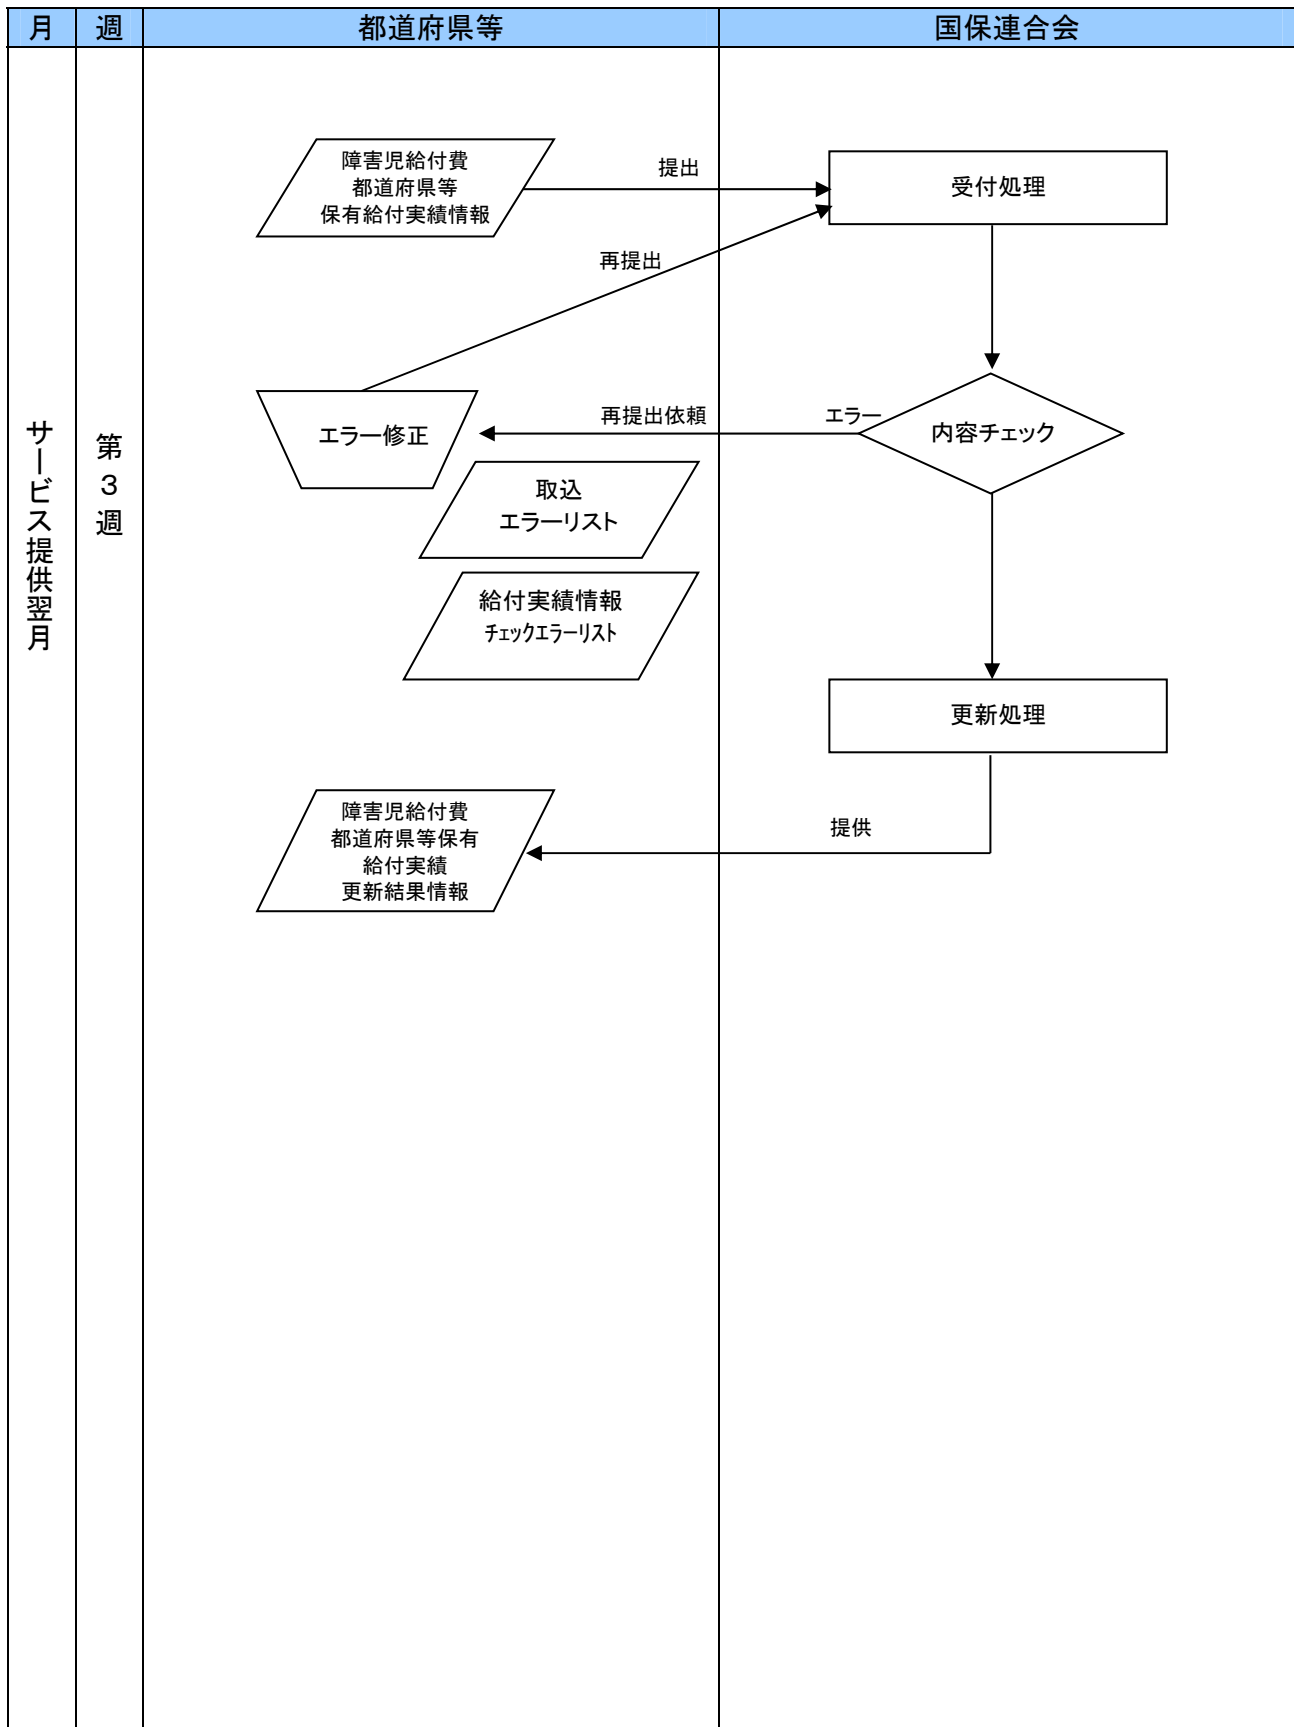 月
週
都道府県等
国保連合会
サービス提供翌月
第3週
障害児給付費
都道府県等
保有給付実績情報
提出
受付処理
再提出
エラー修正
再提出依頼
エラー
内容チェック
取込
エラーリスト
給付実績情報
ﾁｪｯｸｴﾗｰﾘｽﾄ
更新処理
障害児給付費
都道府県等保有
給付実績
更新結果情報
提供